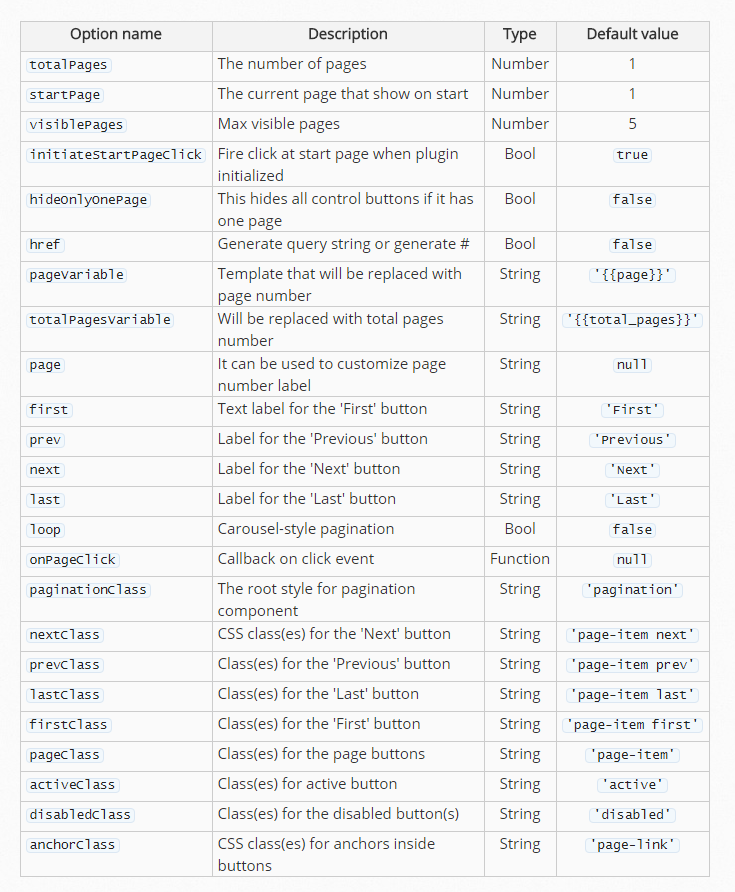 Option name Description Type Default value
totalPages The number of pages Number 1
startPage The current page that show on start Number 1
visiblePages Max visible pages Number 5
initiateStartPageClick Fire click at start page when plugin Bool true
initialized
hideOnlyOnePage This hides all control buttons if it has Bool false
one page
href Generate query string or generate # Bool false
pageVariable Template that will be replaced with String '{{page}}'
page number
totalPagesVariable Will be replaced with total pages String '{{total_pages}}'
number
page It can be used to customize page String null
number label
first Text label for the 'First' button String 'First'
prev Label for the 'Previous' button String 'Previous'
next Label for the 'Next' button String 'Next'
last Label for the 'Last' button String 'Last'
loop Carousel-style pagination Bool false
onPageClick Callback on click event Function null
paginationClass The root style for pagination String 'pagination'
component
nextClass CSS class(es) for the 'Next' button String 'page-item next'
prevClass Class(es) for the 'Previous' button String 'page-item prev'
lastClass Class(es) for the 'Last' button String 'page-item last'
firstClass Class(es) for the 'First' button String 'page-item first'
pageClass Class(es) for the page buttons String 'page-item'
activeClass Class(es) for active button String 'active'
disabledClass Class(es) for the disabled button(s) String 'disabled'
anchorClass CSS class(es) for anchors inside String 'page-link'
buttons